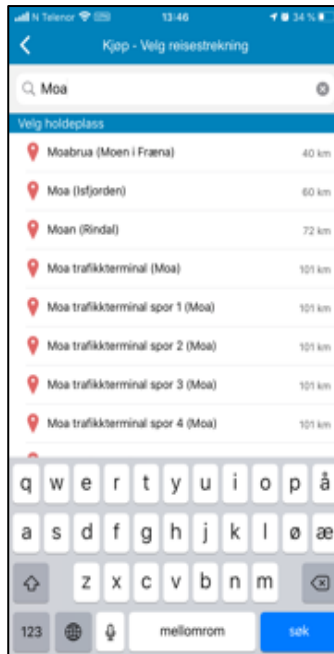 N Telenor 13:46 34 %
Kjøp - Velg reisestrekning
Moa
Velg holdeplass
Moabrua (Moen i Fræna) 40 km
Moa (Isfjorden) 60 km
Moan (Rindal) 72 km
Moa trafikkterminal (Moa) 101 km
Moa trafikkterminal spor 1 (Moa) 101 km
Moa trafikkterminal spor 2 (Moa) 101 km
Moa trafikkterminal spor 3 (Moa) 101 km
Moa trafikkterminal spor 4 (Moa) 101 km
q w e r t y u i o p å
a s d f g h j k l ø æ
z x c v b n m
123 mellomrom søk